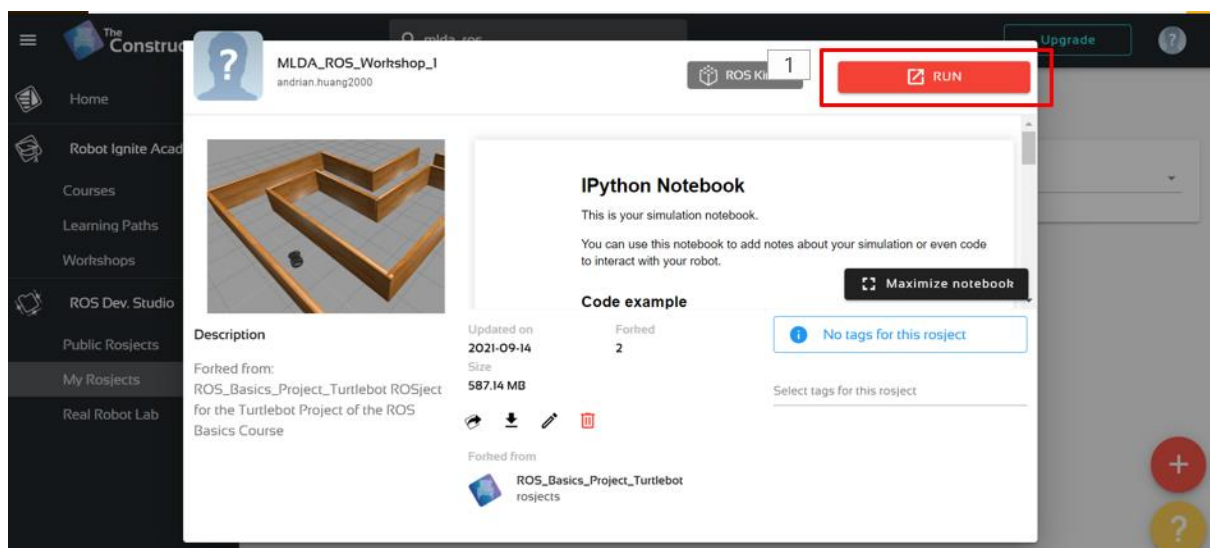 The
Construc
mlda_ros
Upgrade
?
Home
Robot Ignite Acad
Courses
Learning Paths
Workshops
ROS Dev. Studio
Public Rosjects
My Rosjects
Real Robot Lab
?
MLDA_ROS_Workshop_1
andrian.huang2000
ROS Ki
1
RUN
IPython Notebook
This is your simulation notebook.
You can use this notebook to add notes about your simulation or even code
to interact with your robot.
Maximize notebook
Code example
Description
Forked from:
ROS_Basics_Project_Turtlebot ROSject
for the Turtlebot Project of the ROS
Basics Course
Updated on
2021-09-14
Forked
2
Size
587.14 MB
Forked from
ROS_Basics_Project_Turtlebot
rosjects
No tags for this rosject
Select tags for this rosject
+
?